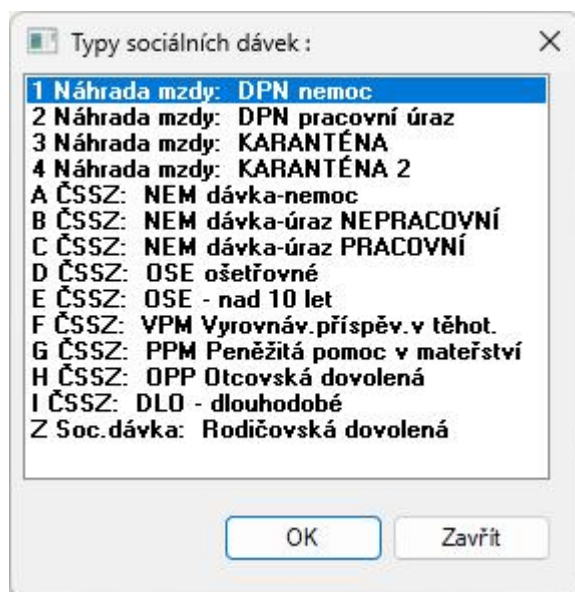 Typy sociálních dávek :
1 Náhrada mzdy:  DPN nemoc
2 Náhrada mzdy:  DPN pracovní úraz
3 Náhrada mzdy:  KARANTÉNA
4 Náhrada mzdy:  KARANTÉNA 2
A ČSSZ:  NEM dávka-nemoc
B ČSSZ:  NEM dávka-úraz NEPRACOVNÍ
C ČSSZ:  NEM dávka-úraz PRACOVNÍ
D ČSSZ:  OSE ošetřovné
E ČSSZ:  OSE - nad 10 let
F ČSSZ:  VPM Vyrovnáv.příspěv.v těhot.
G ČSSZ:  PPM Peněžitá pomoc v mateřství
H ČSSZ:  OPP Otcovská dovolená
I ČSSZ:  DLO - dlouhodobé
Z Soc.dávka:  Rodičovská dovolená
OK
Zavřít